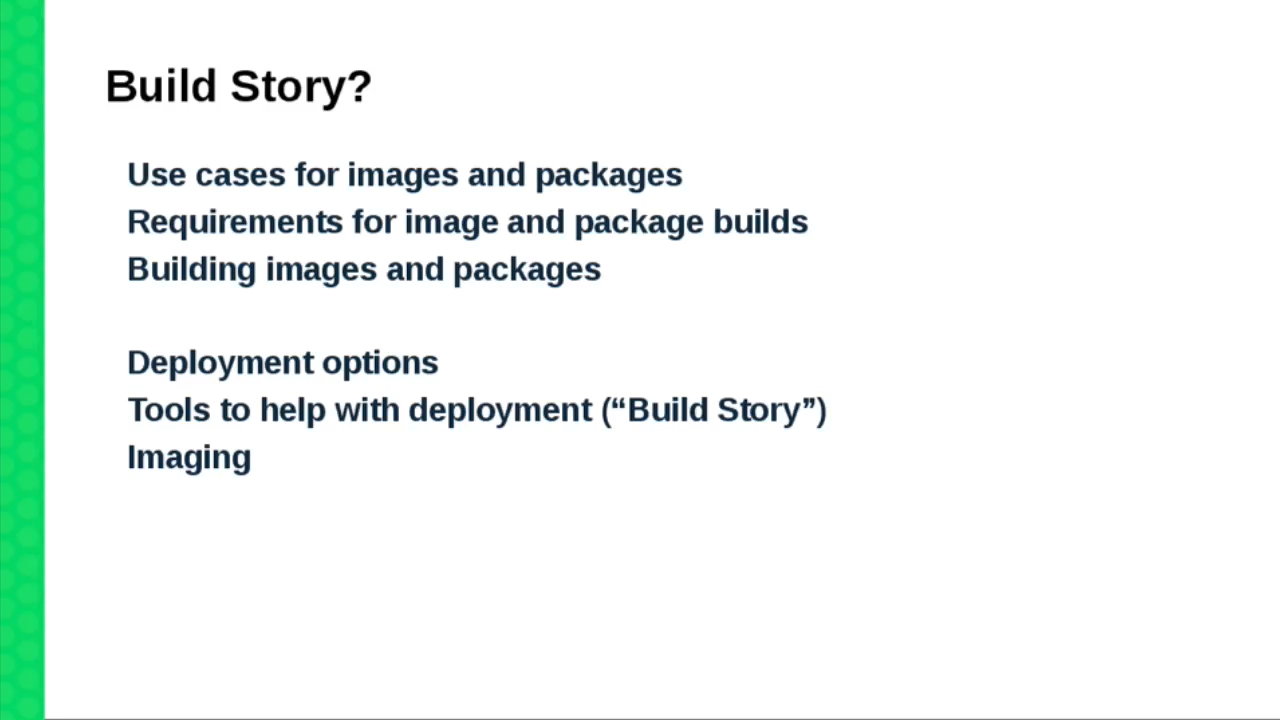 Build Story?
Use cases for images and packages
Requirements for image and package builds
Building images and packages
Deployment options
Tools to help with deployment (“Build Story”)
Imaging